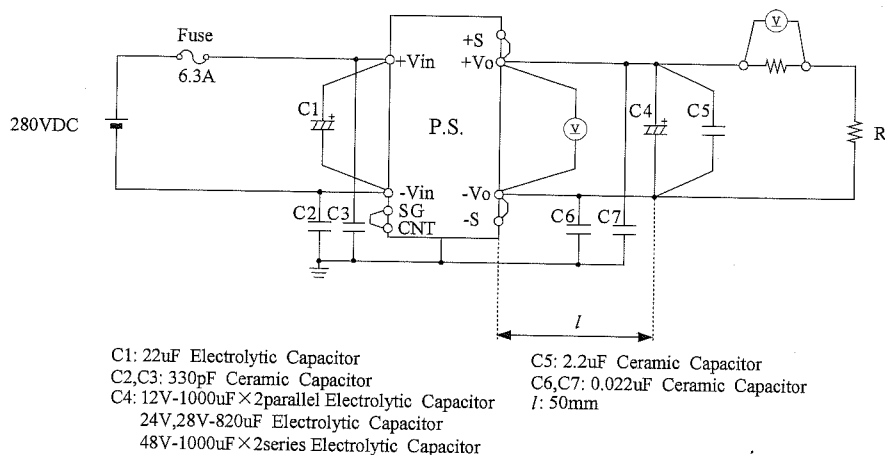 Fuse
6.3A
280VDC
C1
+
+Vin
-Vin
SG
CNT
C2
C3
P.S.
+S
+Vo
-Vo
-S
V
C6
C7
C4
+
C5
V
R
l
C1: 22uF Electrolytic Capacitor
C2,C3: 330pF Ceramic Capacitor
C4: 12V-1000uF×2parallel Electrolytic Capacitor
24V,28V-820uF Electrolytic Capacitor
48V-1000uF×2series Electrolytic Capacitor
C5: 2.2uF Ceramic Capacitor
C6,C7: 0.022uF Ceramic Capacitor
l: 50mm